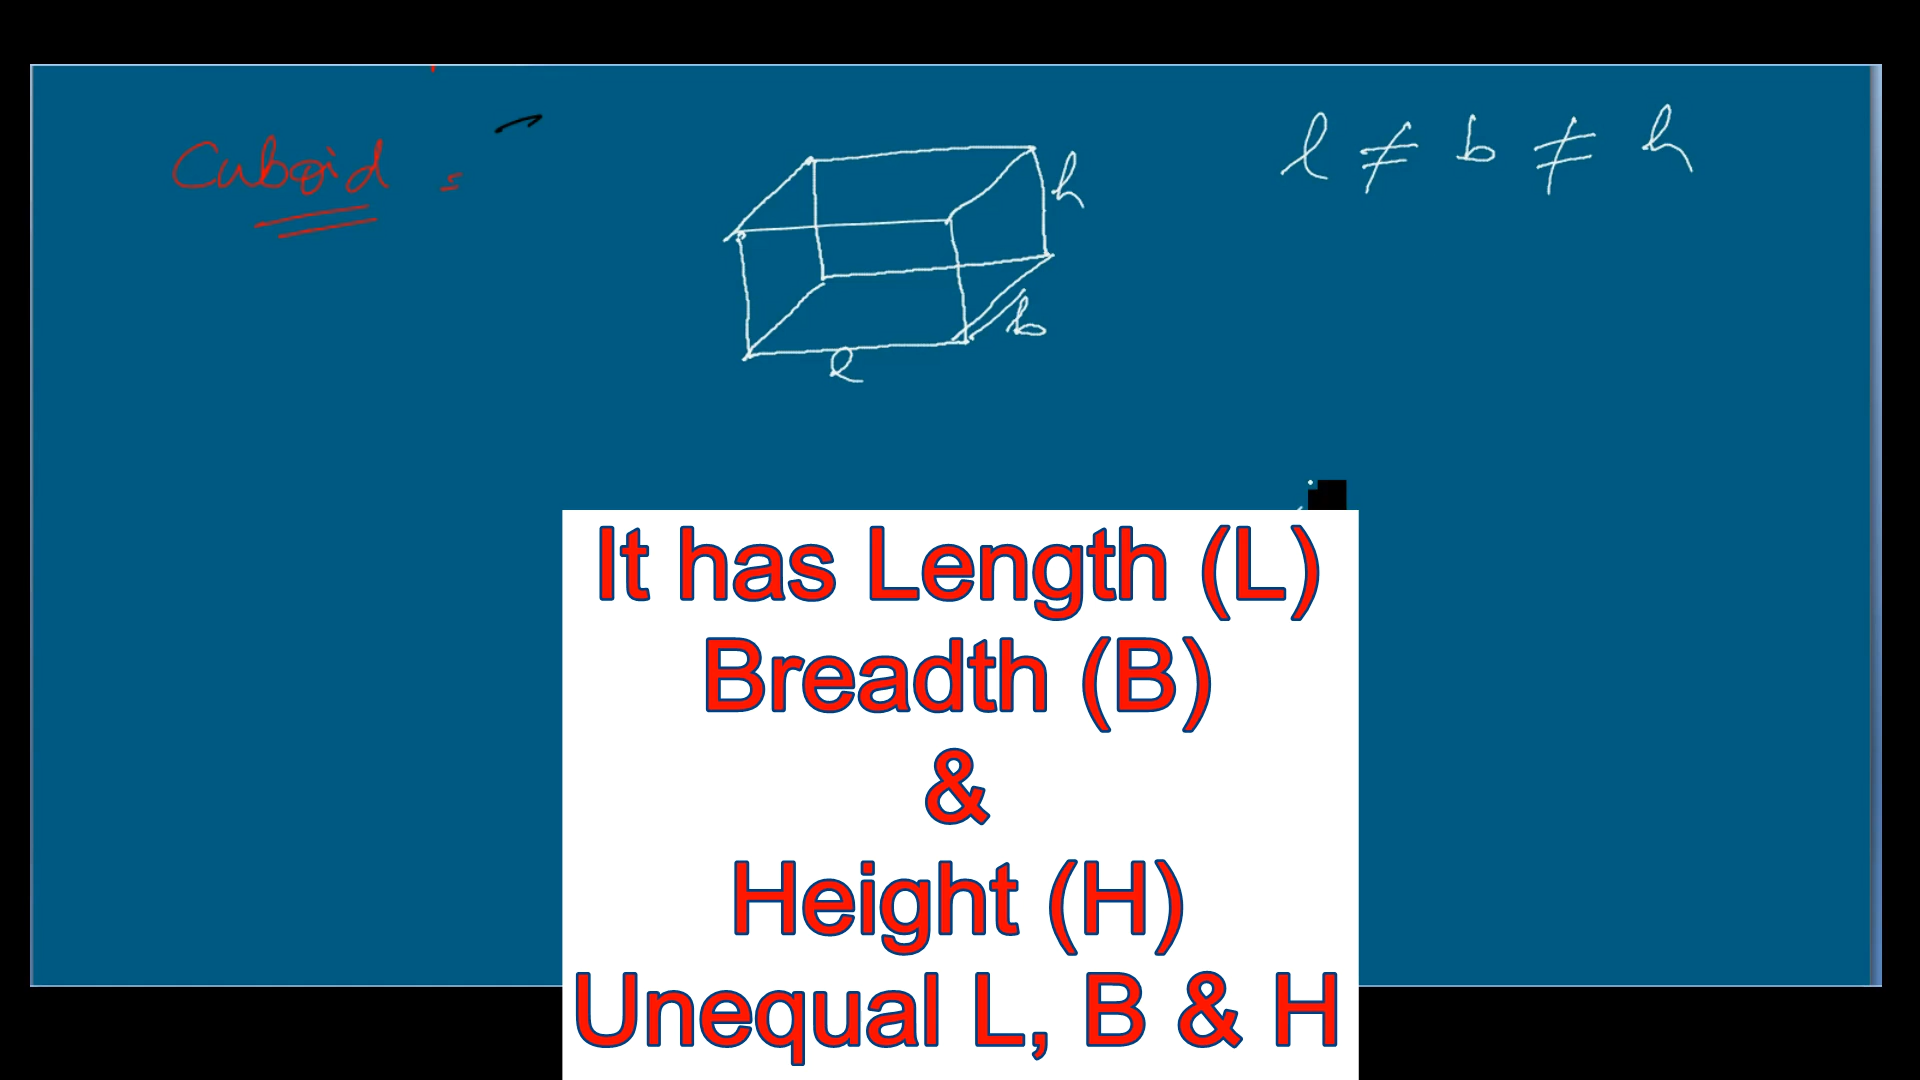 Cuboid =
l ≠ b ≠ h
h
b
l
It has Length (L)
Breadth (B)
&
Height (H)
Unequal L, B & H